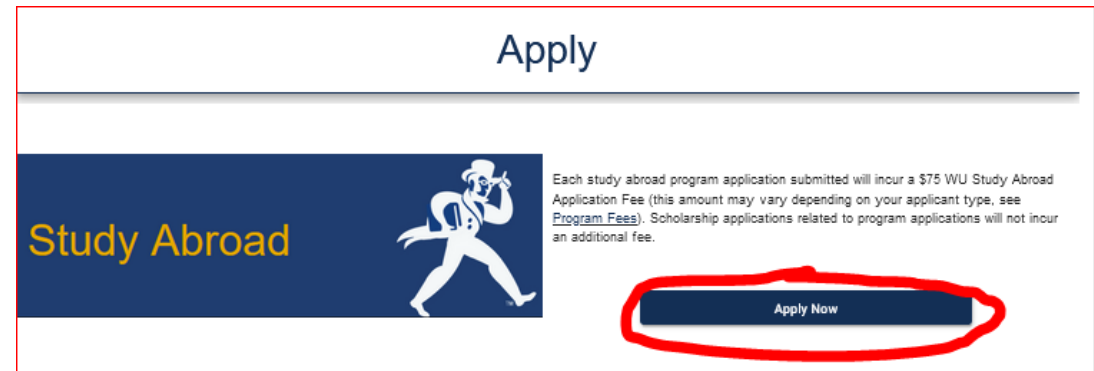 Apply
Study Abroad
Each study abroad program application submitted will incur a $75 WU Study Abroad
Application Fee (this amount may vary depending on your applicant type, see
Program Fees). Scholarship applications related to program applications will not incur
an additional fee.
Apply Now